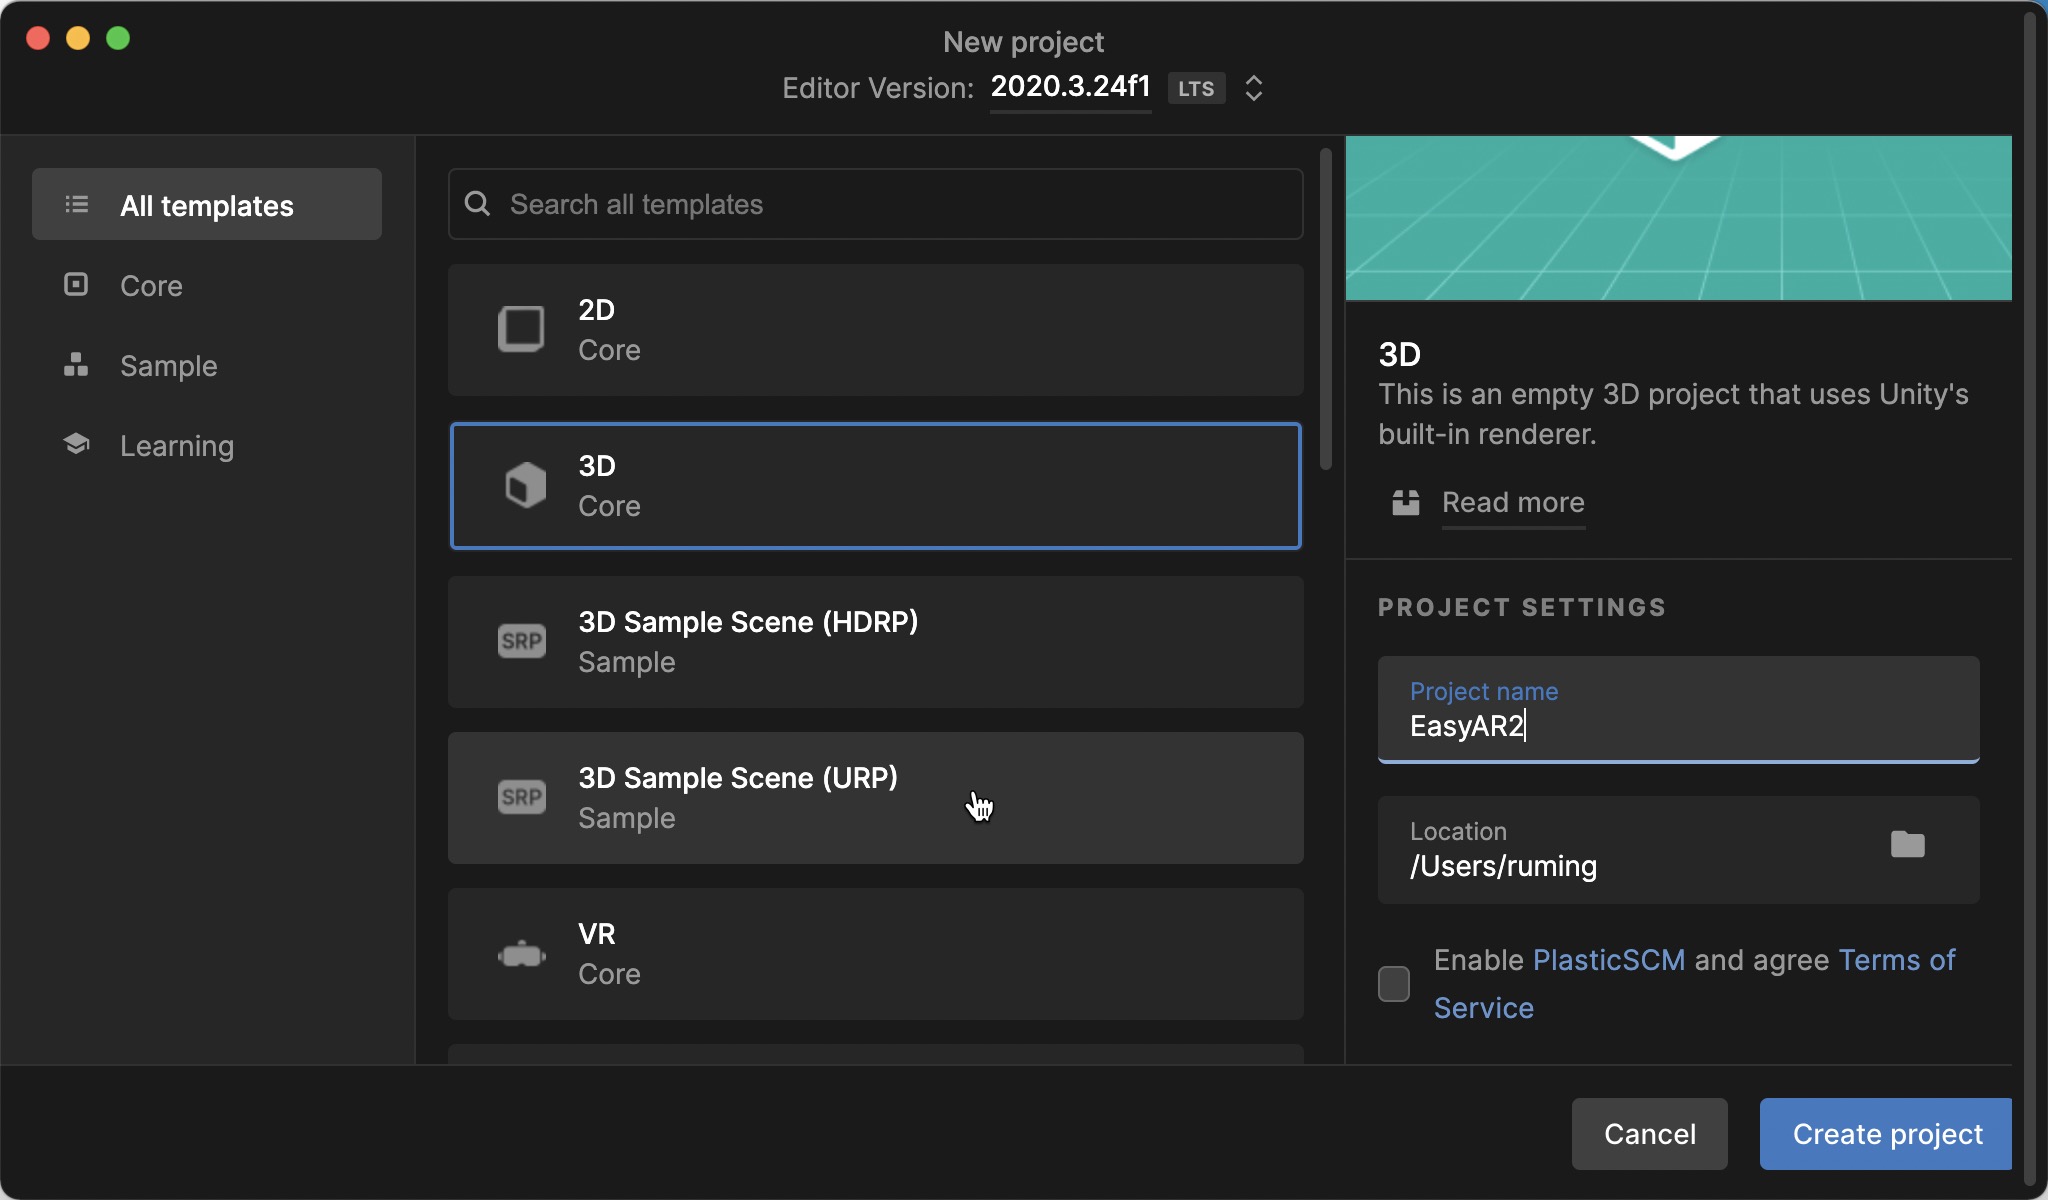 New project
Editor Version: 2020.3.24f1 LTS
All templates
Core
Sample
Learning
Search all templates
2D
Core
3D
Core
SRP
3D Sample Scene (HDRP)
Sample
SRP
3D Sample Scene (URP)
Sample
VR
Core
3D
This is an empty 3D project that uses Unity's
built-in renderer.
Read more
PROJECT SETTINGS
Project name
EasyAR2
Location
/Users/ruming
Enable PlasticSCM and agree Terms of
Service
Cancel
Create project